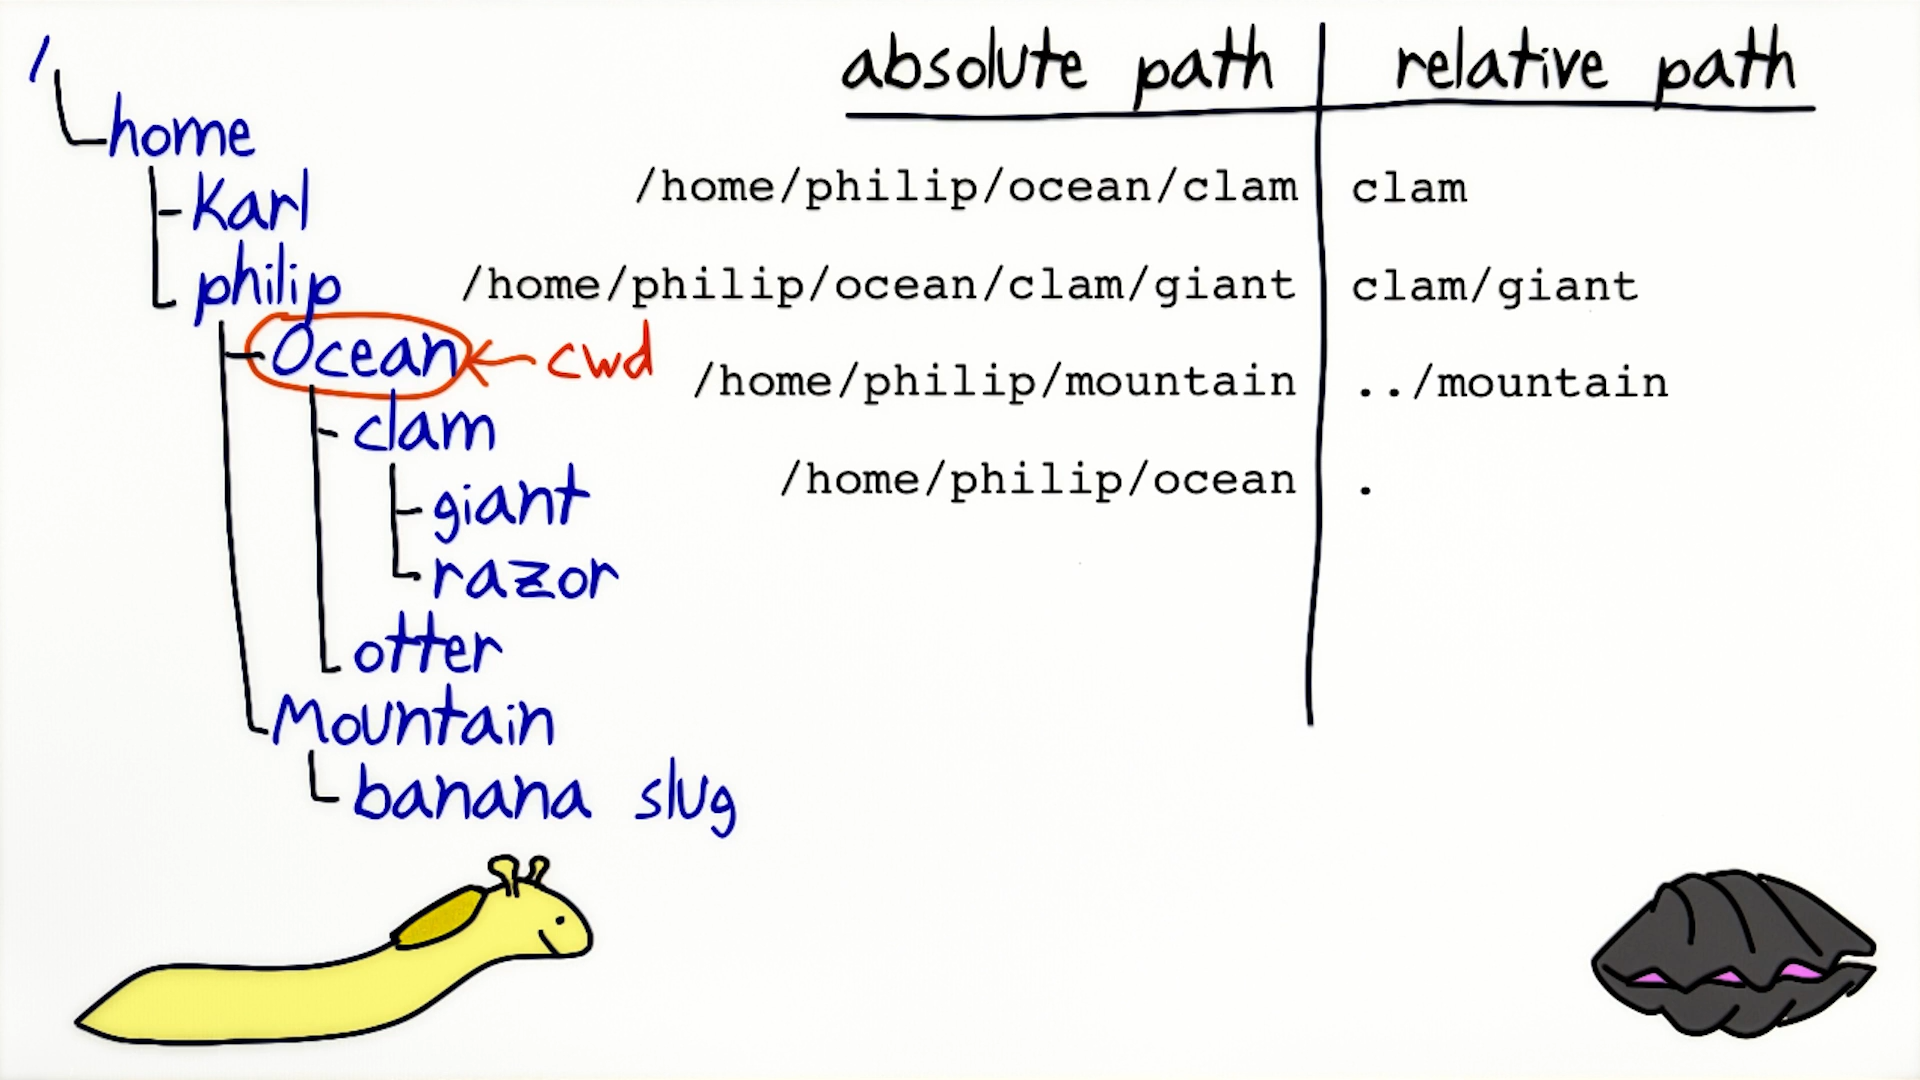 /
home
Karl
philip
Ocean
cwd
clam
giant
razor
otter
Mountain
banana slug
absolute path | relative path
/home/philip/ocean/clam | clam
/home/philip/ocean/clam/giant | clam/giant
/home/philip/mountain | ../mountain
/home/philip/ocean | .